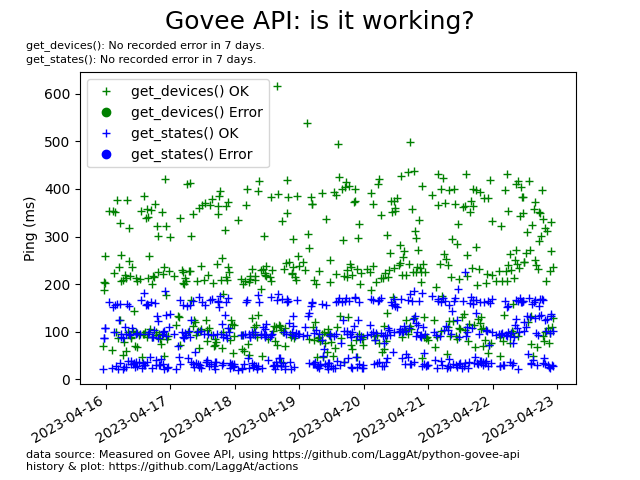 Govee API: is it working?
get_devices(): No recorded error in 7 days.
get_states(): No recorded error in 7 days.
get_devices() OK
get_devices() Error
get_states() OK
get_states() Error
Ping (ms)
600
500
400
300
200
100
0
2023-04-16
2023-04-17
2023-04-18
2023-04-19
2023-04-20
2023-04-21
2023-04-22
2023-04-23
data source: Measured on Govee API, using https://github.com/LaggAt/python-govee-api
history & plot: https://github.com/LaggAt/actions